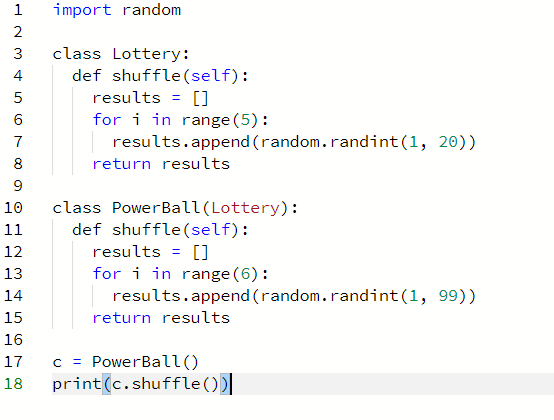 1 import random
2
3 class Lottery:
4   def shuffle(self):
5     results = []
6     for i in range(5):
7       results.append(random.randint(1, 20))
8     return results
9
10 class PowerBall(Lottery):
11   def shuffle(self):
12     results = []
13     for i in range(6):
14       results.append(random.randint(1, 99))
15     return results
16
17 c = PowerBall()
18 print(c.shuffle())